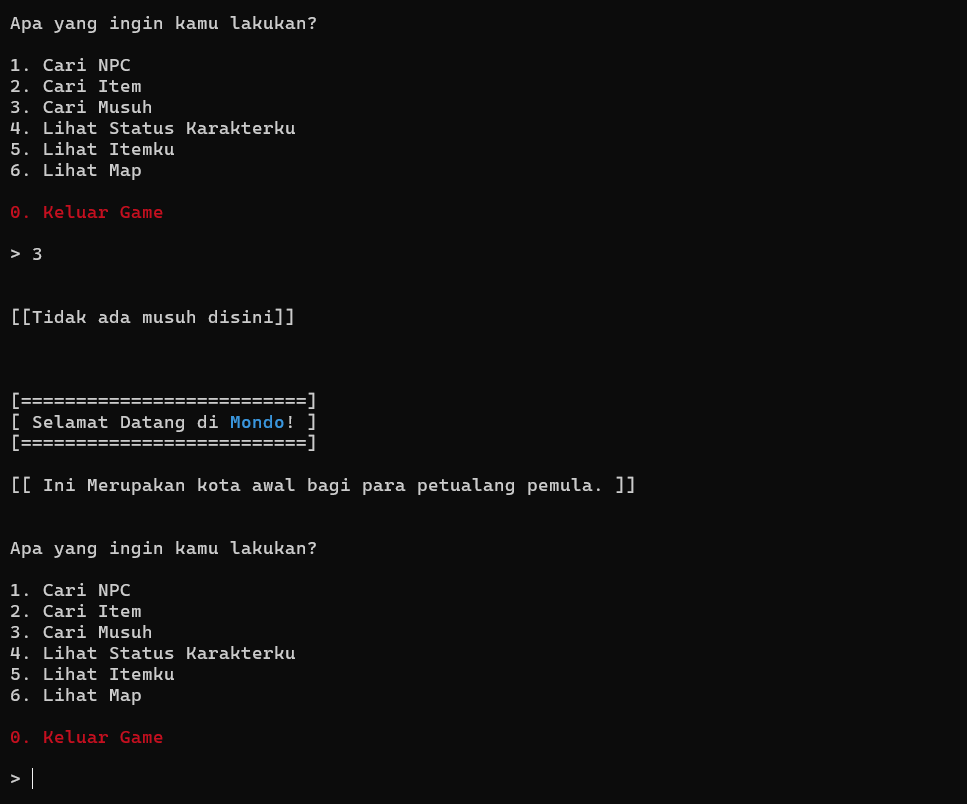 Apa yang ingin kamu lakukan?
1. Cari NPC
2. Cari Item
3. Cari Musuh
4. Lihat Status Karakterku
5. Lihat Itemku
6. Lihat Map
0. Keluar Game
> 3
[[Tidak ada musuh disini]]
[==========================]
[ Selamat Datang di Mondo! ]
[==========================]
[[ Ini Merupakan kota awal bagi para petualang pemula. ]]
Apa yang ingin kamu lakukan?
1. Cari NPC
2. Cari Item
3. Cari Musuh
4. Lihat Status Karakterku
5. Lihat Itemku
6. Lihat Map
0. Keluar Game
>